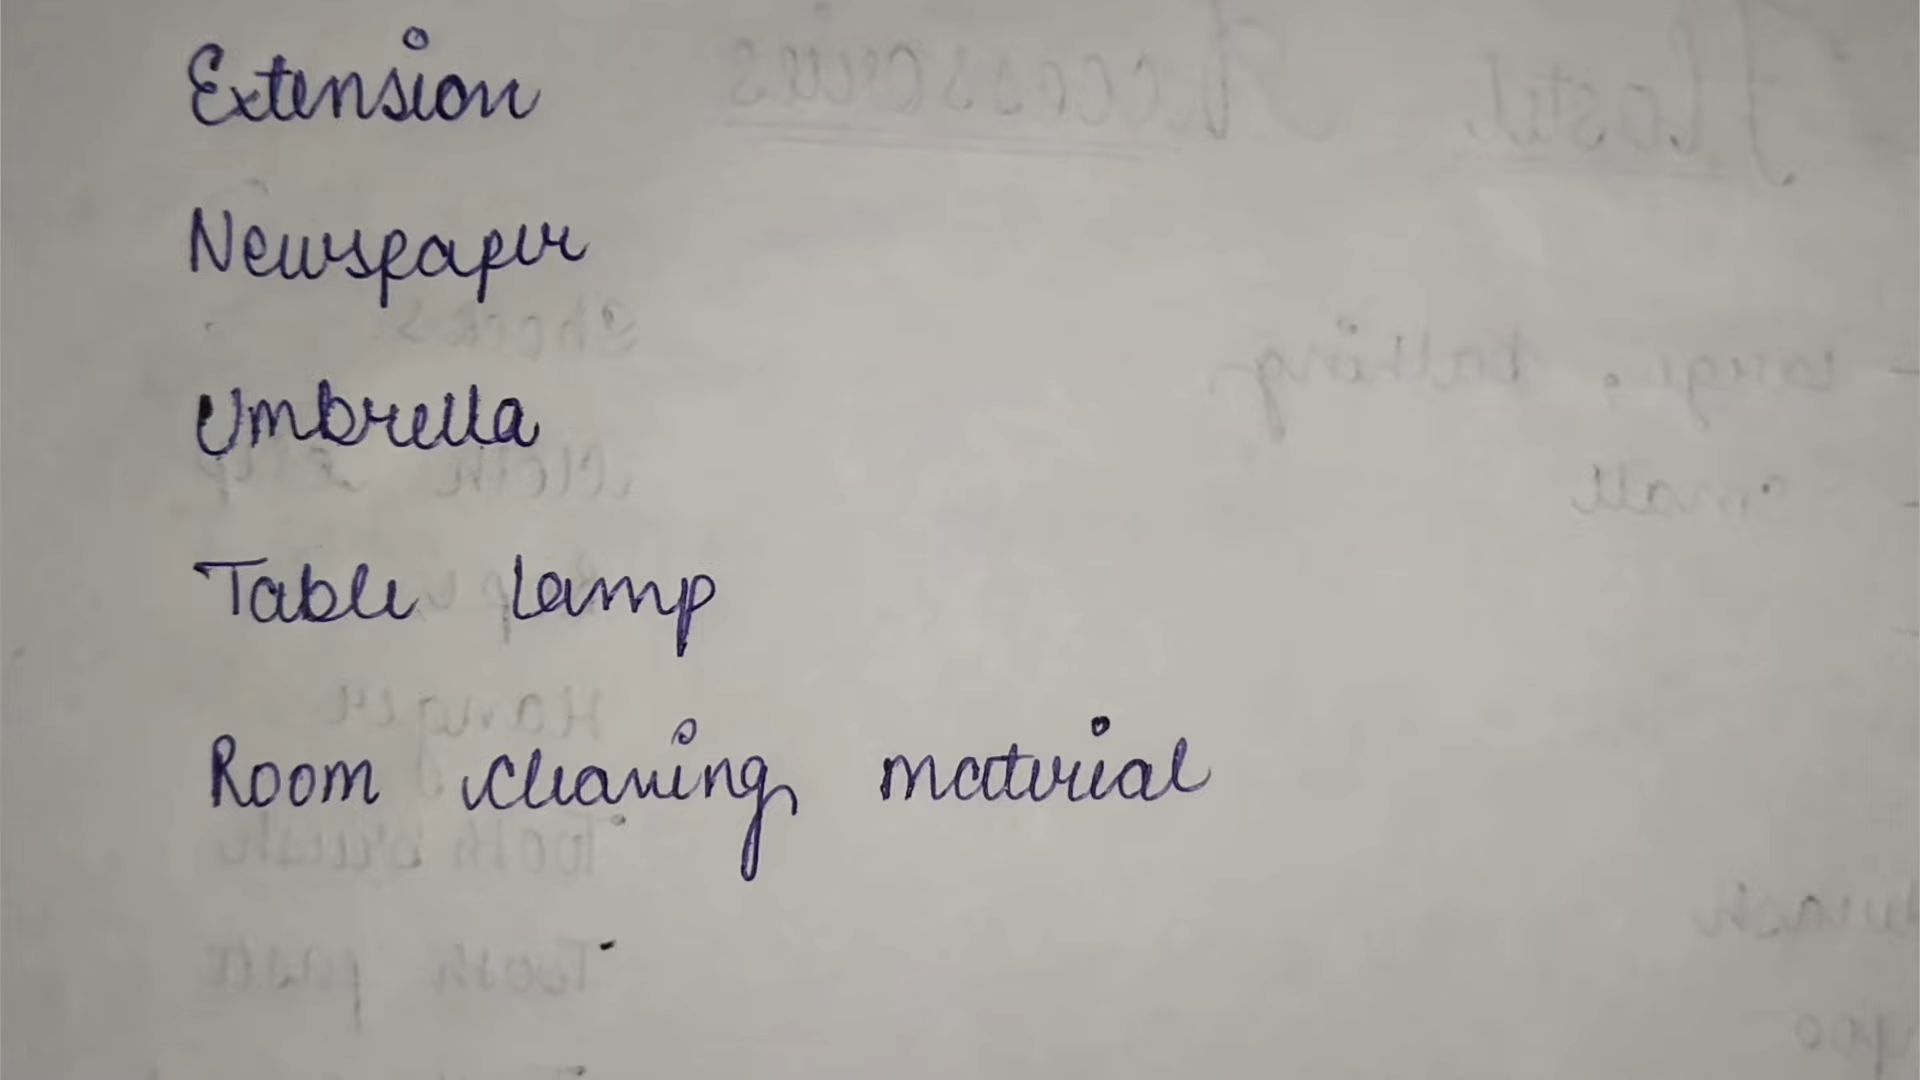 Extension
Newspaper
Umbrella
Table lamp
Room cleaning material